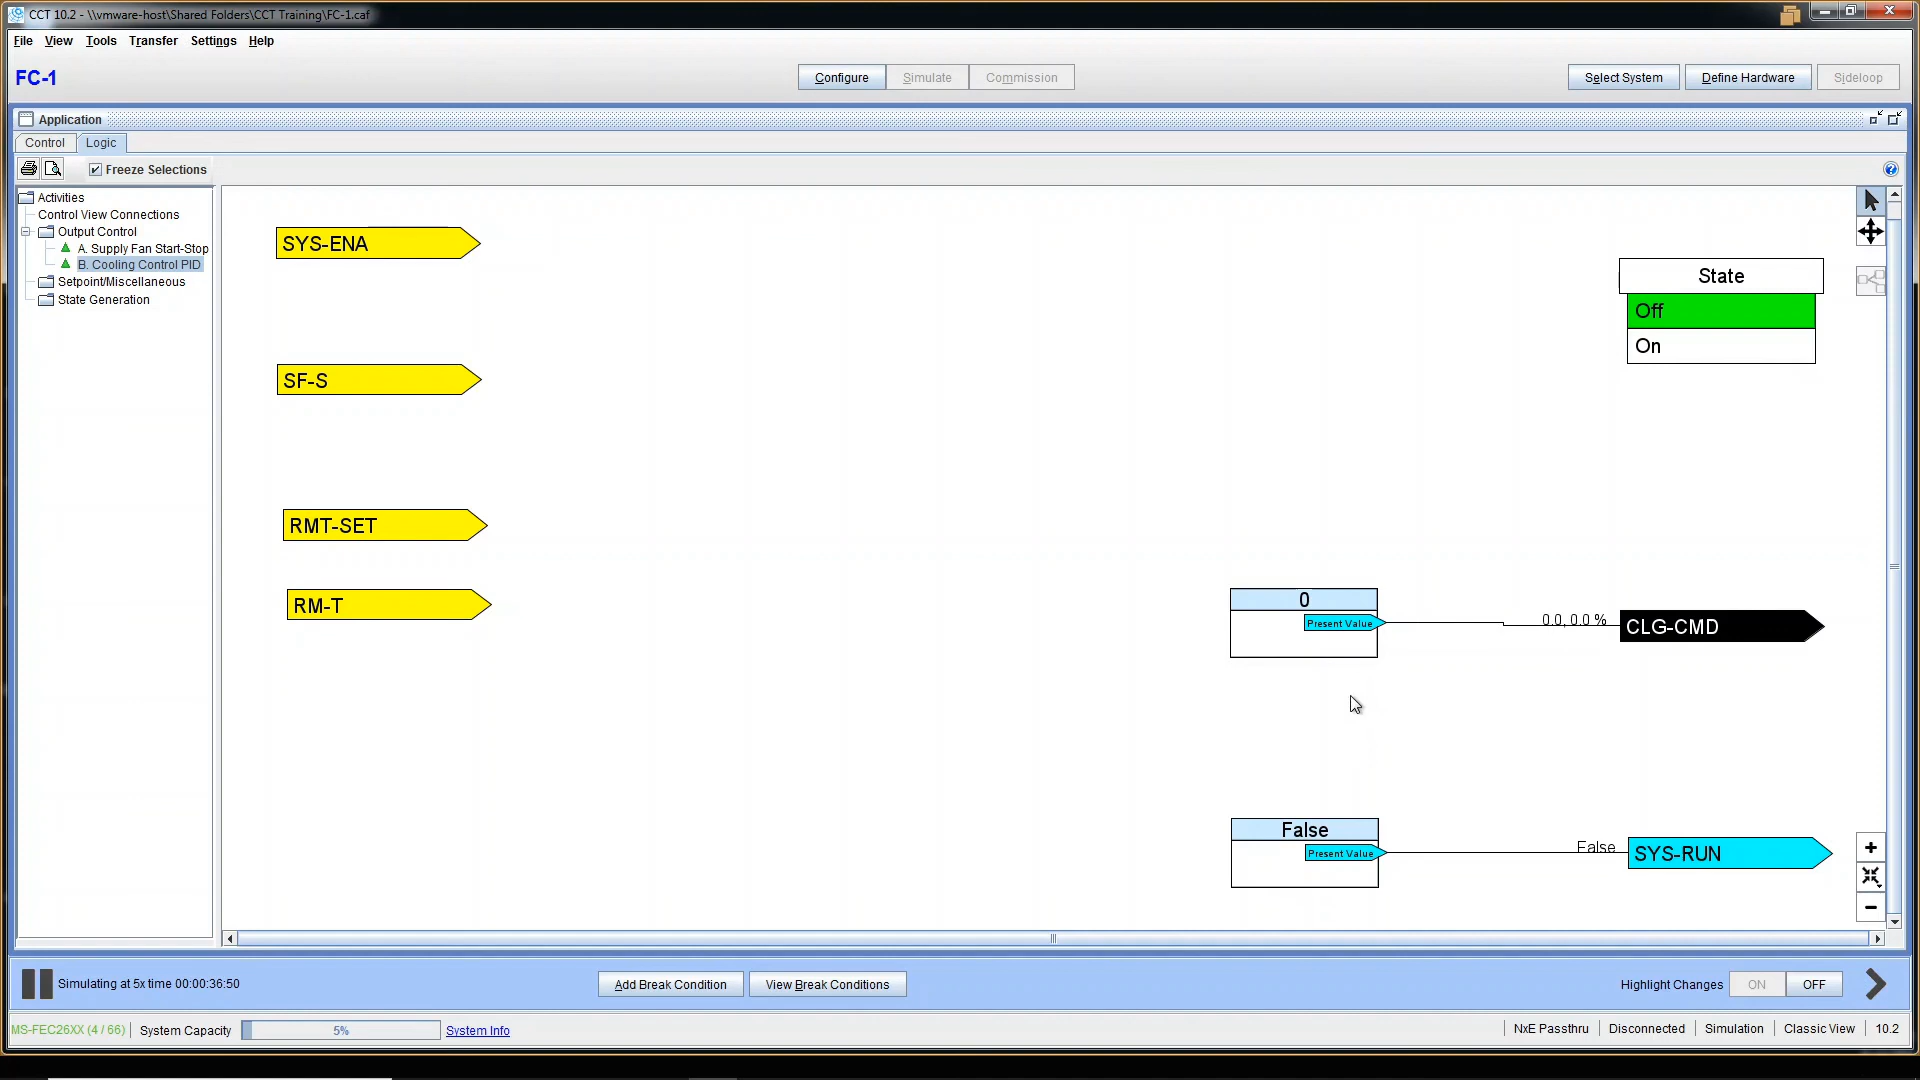 CCT 10.2 - \\vmware-host\Shared Folders\CCT Training\FC-1.caf
File View Tools Transfer Settings Help
FC-1
Configure Simulate Commission
Select System Define Hardware Sideloop
Application
Control Logic
Freeze Selections
Activities
Control View Connections
Output Control
A. Supply Fan Start-Stop
B. Cooling Control PID
Setpoint/Miscellaneous
State Generation
SYS-ENA
State
Off
On
SF-S
RMT-SET
RM-T
0
Present Value
0.0, 0.0 %
CLG-CMD
False
Present Value
False
SYS-RUN
Simulating at 5x time 00:00:36:50
Add Break Condition View Break Conditions
Highlight Changes ON OFF
MS-FEC26XX (4 / 66) System Capacity 5% System Info
NxE Passthru Disconnected Simulation Classic View 10.2